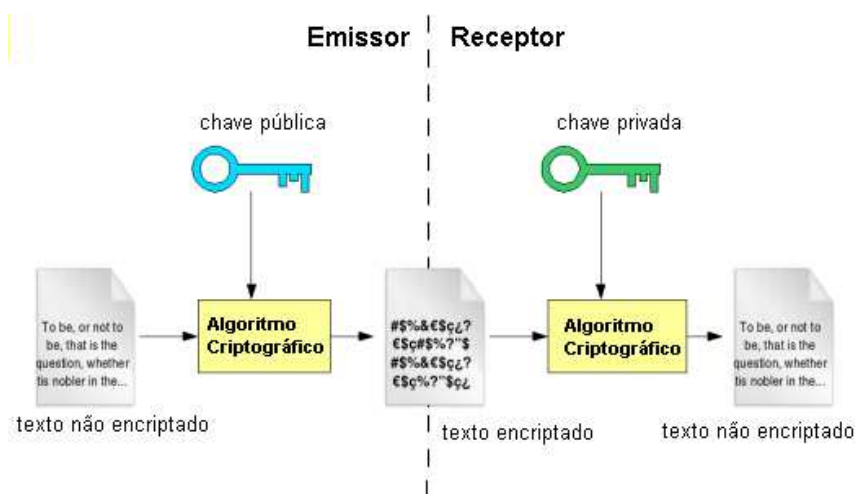 Emissor
Receptor
chave pública
chave privada
To be, or not to
be, that is the
question, whether
tis nobler in the...
Algoritmo
Criptográfico
#$%&€$ç¿?
€$ç#$%?"$
#$%&€$ç¿?
€$ç%?"$ç¿
Algoritmo
Criptográfico
To be, or not to
be, that is the
question, whether
tis nobler in the...
texto não encriptado
texto encriptado
texto não encriptado